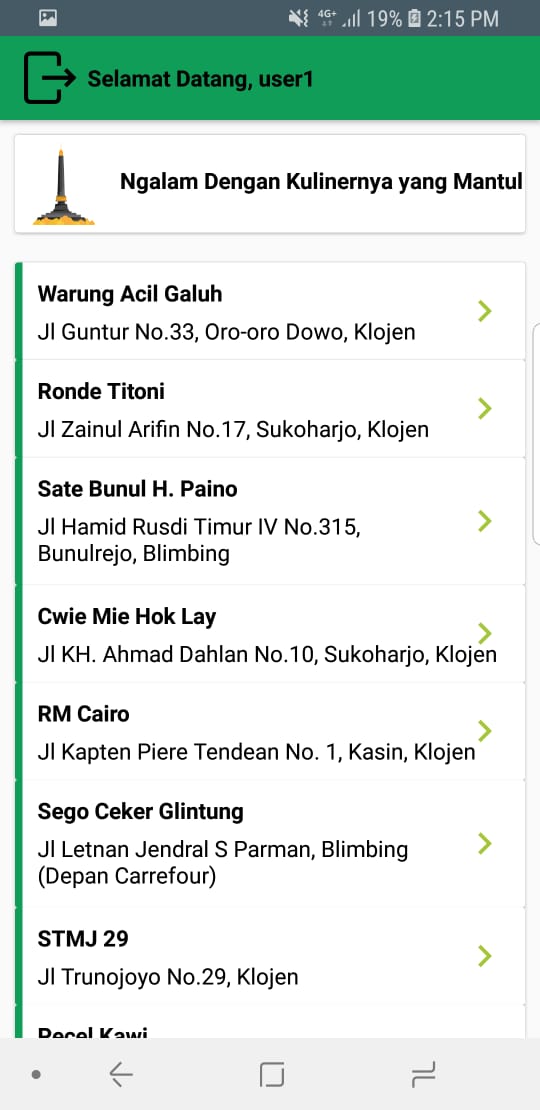 4G+ 19% 2:15 PM
Selamat Datang, user1
Ngalam Dengan Kulinernya yang Mantul
Warung Acil Galuh
Jl Guntur No.33, Oro-oro Dowo, Klojen
Ronde Titoni
Jl Zainul Arifin No.17, Sukoharjo, Klojen
Sate Bunul H. Paino
Jl Hamid Rusdi Timur IV No.315,
Bunulrejo, Blimbing
Cwie Mie Hok Lay
Jl KH. Ahmad Dahlan No.10, Sukoharjo, Klojen
RM Cairo
Jl Kapten Piere Tendean No. 1, Kasin, Klojen
Sego Ceker Glintung
Jl Letnan Jendral S Parman, Blimbing
(Depan Carrefour)
STMJ 29
Jl Trunojoyo No.29, Klojen
Pecel Kawi